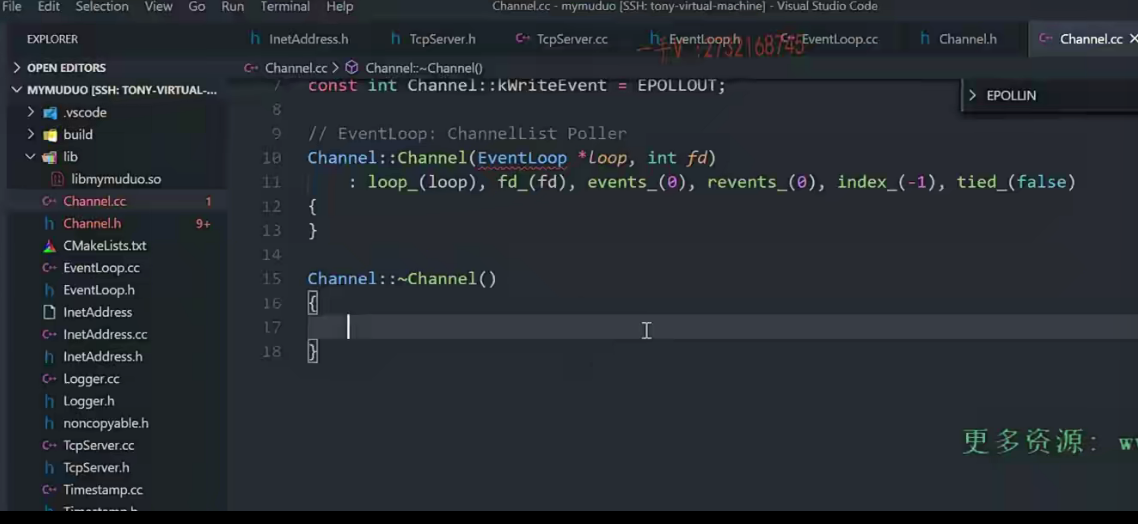 File Edit Selection View Go Run Terminal Help Channel.cc - mymuduo [SSH: tony-virtual-machine] - Visual Studio Code
EXPLORER
InetAddress.h TcpServer.h TcpServer.cc EventLoop.h EventLoop.cc Channel.h Channel.cc
OPEN EDITORS
Channel.cc > Channel::~Channel()
MYMUDUO [SSH: TONY-VIRTUAL-...
.vscode
build
lib
libmymuduo.so
Channel.cc 1
Channel.h 9+
CMakeLists.txt
EventLoop.cc
EventLoop.h
InetAddress
InetAddress.cc
InetAddress.h
Logger.cc
Logger.h
noncopyable.h
TcpServer.cc
TcpServer.h
Timestamp.cc
Timestamp.h
7 const int Channel::kWriteEvent = EPOLLOUT;
8
9 // EventLoop: ChannelList Poller
10 Channel::Channel(EventLoop *loop, int fd)
11 : loop_(loop), fd_(fd), events_(0), revents_(0), index_(-1), tied_(false)
12 {
13 }
14
15 Channel::~Channel()
16 {
17
18 }
EPOLLIN
更多资源: